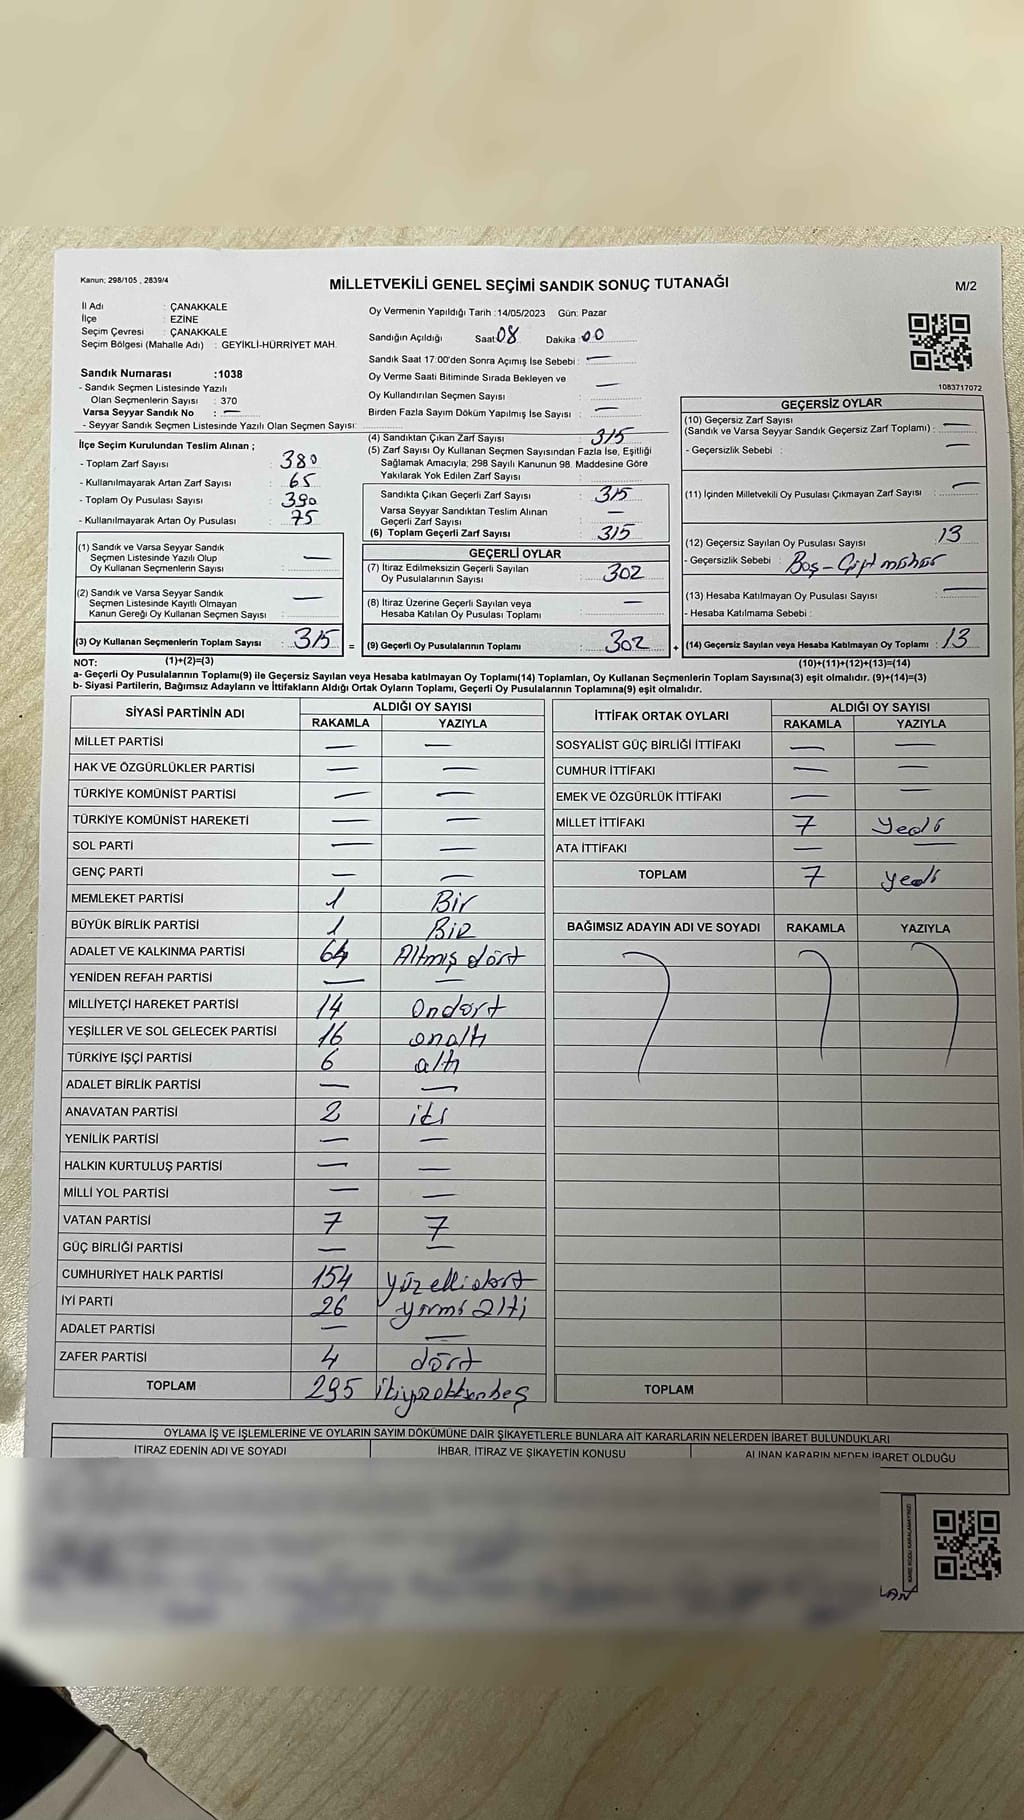 Kanun; 298/105 , 2839/4
MİLLETVEKİLİ GENEL SEÇİMİ SANDIK SONUÇ TUTANAĞI
M/2
İl Adı : ÇANAKKALE
İlçe : EZİNE
Seçim Çevresi : ÇANAKKALE
Seçim Bölgesi (Mahalle Adı) : GEYİKLİ-HÜRRİYET MAH.
Sandık Numarası :1038
- Sandık Seçmen Listesinde Yazılı
Olan Seçmenlerin Sayısı : 370
Varsa Seyyar Sandık No : —
- Seyyar Sandık Seçmen Listesinde Yazılı Olan Seçmen Sayısı:
Oy Vermenin Yapıldığı Tarih :14/05/2023 Gün: Pazar
Sandığın Açıldığı Saat 08 Dakika 00
Sandık Saat 17:00'den Sonra Açımış İse Sebebi : —
Oy Verme Saati Bitiminde Sırada Bekleyen ve
Oy Kullandırılan Seçmen Sayısı : —
Birden Fazla Sayım Döküm Yapılmış İse Sayısı : —
1083717072
İlçe Seçim Kurulundan Teslim Alınan ;
- Toplam Zarf Sayısı : 380
- Kullanılmayarak Artan Zarf Sayısı : 65
- Toplam Oy Pusulası Sayısı : 390
- Kullanılmayarak Artan Oy Pusulası : 75
(1) Sandık ve Varsa Seyyar Sandık
Seçmen Listesinde Yazılı Olup
Oy Kullanan Seçmenlerin Sayısı : —
(2) Sandık ve Varsa Seyyar Sandık
Seçmen Listesinde Kayıtlı Olmayan
Kanun Gereği Oy Kullanan Seçmen Sayısı : —
(3) Oy Kullanan Seçmenlerin Toplam Sayısı : 315 =
(1)+(2)=(3)
(4) Sandıktan Çıkan Zarf Sayısı : 315
(5) Zarf Sayısı Oy Kullanan Seçmen Sayısından Fazla İse, Eşitliği
Sağlamak Amacıyla; 298 Sayılı Kanunun 98. Maddesine Göre
Yakılarak Yok Edilen Zarf Sayısı :
Sandıkta Çıkan Geçerli Zarf Sayısı : 315
Varsa Seyyar Sandıktan Teslim Alınan
Geçerli Zarf Sayısı : —
(6) Toplam Geçerli Zarf Sayısı : 315
GEÇERLİ OYLAR
(7) İtiraz Edilmeksizin Geçerli Sayılan
Oy Pusulalarının Sayısı : 302
(8) İtiraz Üzerine Geçerli Sayılan veya
Hesaba Katılan Oy Pusulası Toplamı : —
(9) Geçerli Oy Pusulalarının Toplamı : 302 +
GEÇERSİZ OYLAR
(10) Geçersiz Zarf Sayısı
(Sandık ve Varsa Seyyar Sandık Geçersiz Zarf Toplamı) : —
- Geçersizlik Sebebi : —
(11) İçinden Milletvekili Oy Pusulası Çıkmayan Zarf Sayısı : —
(12) Geçersiz Sayılan Oy Pusulası Sayısı : 13
- Geçersizlik Sebebi : Boş - Çift mühür
(13) Hesaba Katılmayan Oy Pusulası Sayısı : —
- Hesaba Katılmama Sebebi :
(14) Geçersiz Sayılan veya Hesaba Katılmayan Oy Toplamı : 13
(10)+(11)+(12)+(13)=(14)
NOT:
a- Geçerli Oy Pusulalarının Toplamı(9) ile Geçersiz Sayılan veya Hesaba katılmayan Oy Toplamı(14) Toplamları, Oy Kullanan Seçmenlerin Toplam Sayısına(3) eşit olmalıdır. (9)+(14)=(3)
b- Siyasi Partilerin, Bağımsız Adayların ve İttifakların Aldığı Ortak Oyların Toplamı, Geçerli Oy Pusulalarının Toplamına(9) eşit olmalıdır.
SİYASİ PARTİNİN ADI ALDIĞI OY SAYISI
RAKAMLA YAZIYLA
MİLLET PARTİSİ — —
HAK VE ÖZGÜRLÜKLER PARTİSİ — —
TÜRKİYE KOMÜNİST PARTİSİ — —
TÜRKİYE KOMÜNİST HAREKETİ — —
SOL PARTİ — —
GENÇ PARTİ — —
MEMLEKET PARTİSİ 1 Bir
BÜYÜK BİRLİK PARTİSİ 1 Bir
ADALET VE KALKINMA PARTİSİ 64 Altmış dört
YENİDEN REFAH PARTİSİ — —
MİLLİYETÇİ HAREKET PARTİSİ 14 Ondört
YEŞİLLER VE SOL GELECEK PARTİSİ 16 onaltı
TÜRKİYE İŞÇİ PARTİSİ 6 altı
ADALET BİRLİK PARTİSİ — —
ANAVATAN PARTİSİ 2 iki
YENİLİK PARTİSİ — —
HALKIN KURTULUŞ PARTİSİ — —
MİLLİ YOL PARTİSİ — —
VATAN PARTİSİ 7 7
GÜÇ BİRLİĞİ PARTİSİ — —
CUMHURİYET HALK PARTİSİ 154 yüzellidört
İYİ PARTİ 26 yirmi altı
ADALET PARTİSİ — —
ZAFER PARTİSİ 4 dört
TOPLAM 295 ikiyüzdoksanbeş
İTTİFAK ORTAK OYLARI ALDIĞI OY SAYISI
RAKAMLA YAZIYLA
SOSYALİST GÜÇ BİRLİĞİ İTTİFAKI — —
CUMHUR İTTİFAKI — —
EMEK VE ÖZGÜRLÜK İTTİFAKI — —
MİLLET İTTİFAKI 7 Yedi
ATA İTTİFAKI — —
TOPLAM 7 yedi
BAĞIMSIZ ADAYIN ADI VE SOYADI RAKAMLA YAZIYLA
TOPLAM
OYLAMA İŞ VE İŞLEMLERİNE VE OYLARIN SAYIM DÖKÜMÜNE DAİR ŞİKAYETLERLE BUNLARA AİT KARARLARIN NELERDEN İBARET BULUNDUKLARI
İTİRAZ EDENİN ADI VE SOYADI İHBAR, İTİRAZ VE ŞİKAYETİN KONUSU ALINAN KARARIN NEDEN İBARET OLDUĞU
KARE KODU KARALAMAYINIZ!